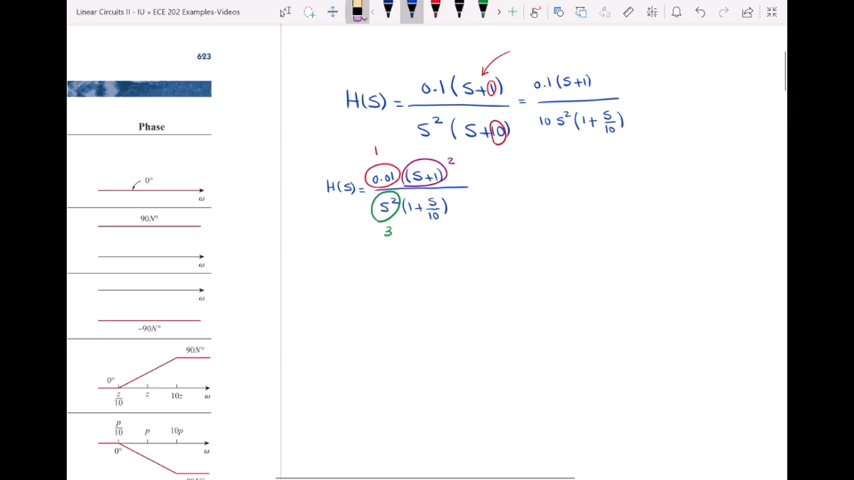 Linear Circuits II - IU » ECE 202 Examples-Videos
623
Phase
0°
ω
90N°
ω
ω
−90N°
90N°
0°
z/10 z 10z ω
p/10 p 10p
0° ω
H(S) = 0.1 (S+1) / S² (S+10) = 0.1 (S+1) / 10 S² (1 + S/10)
1 2
H(S) = 0.01 (S+1) / S² (1 + S/10)
3